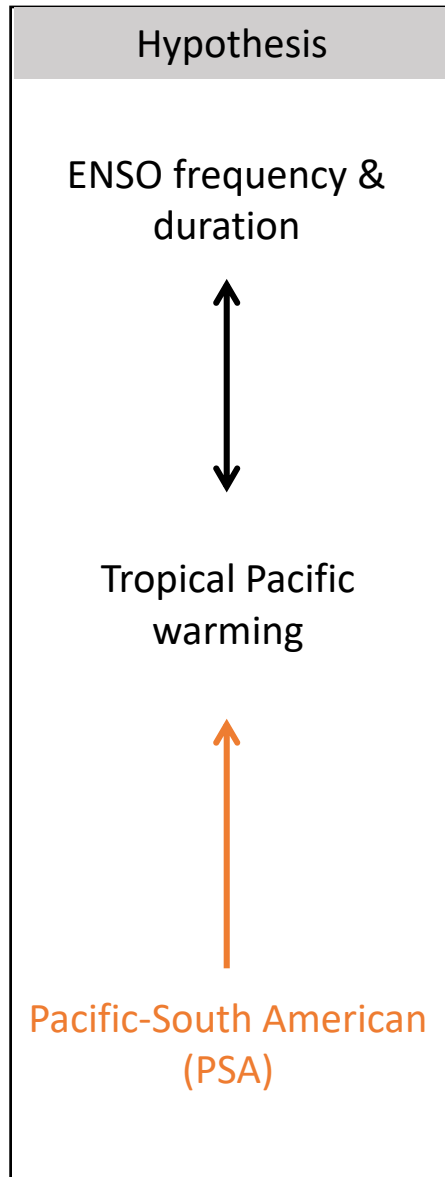 Hypothesis
ENSO frequency &
duration
Tropical Pacific
warming
Pacific-South American
(PSA)